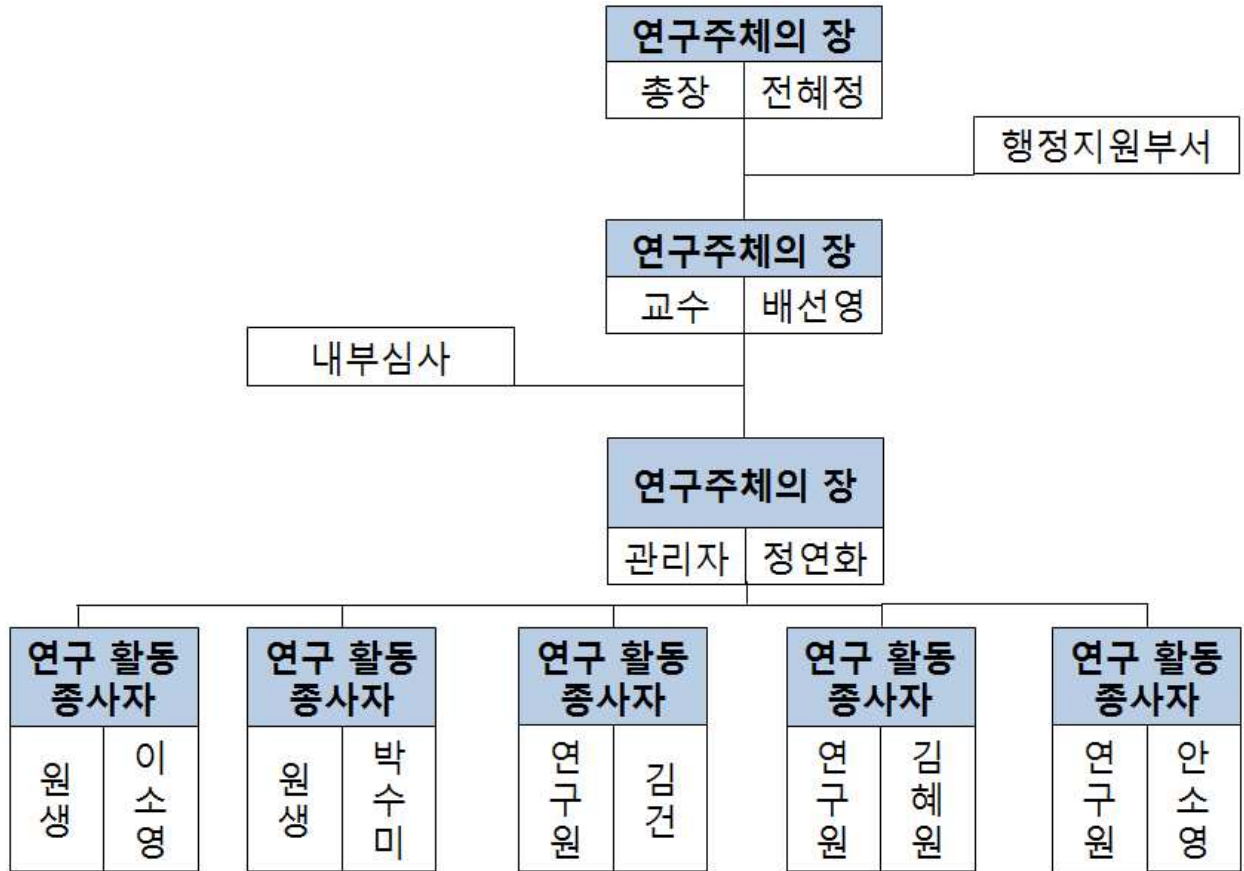 연구주체의 장
총장 전혜정
행정지원부서
연구주체의 장
교수 배선영
내부심사
연구주체의 장
관리자 정연화
연구 활동
종사자
원생 이소영
연구 활동
종사자
원생 박수미
연구 활동
종사자
연구원 김건
연구 활동
종사자
연구원 김혜원
연구 활동
종사자
연구원 안소영